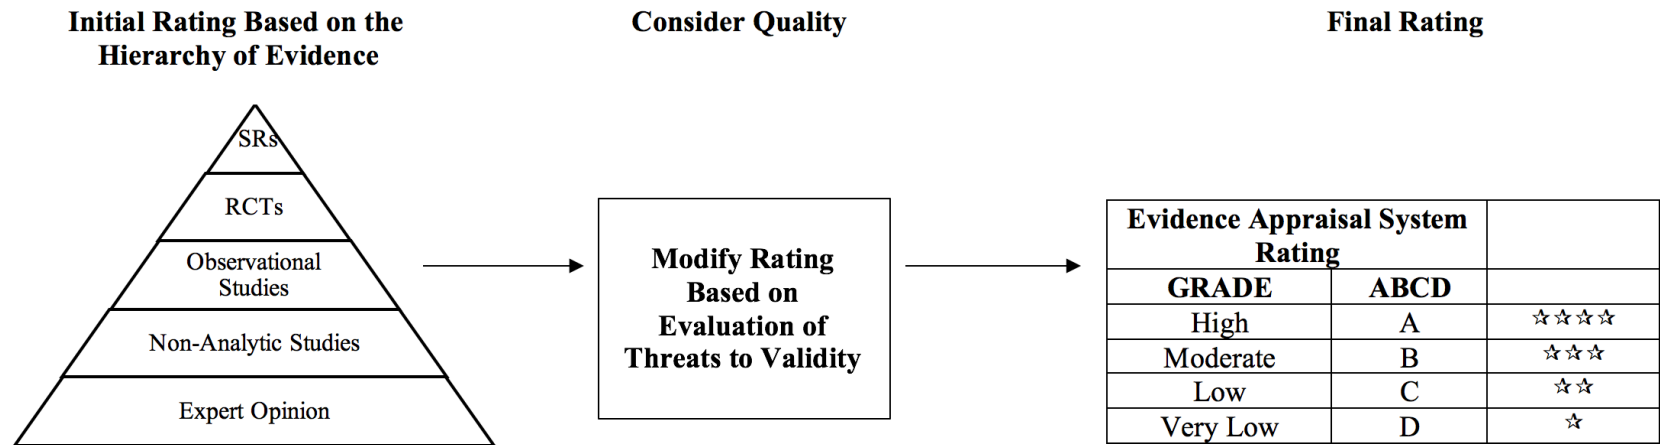 Initial Rating Based on the
Hierarchy of Evidence
SRs
RCTs
Observational
Studies
Non-Analytic Studies
Expert Opinion
Consider Quality
Modify Rating
Based on
Evaluation of
Threats to Validity
Final Rating
Evidence Appraisal System
Rating
GRADE ABCD
High A ☆☆☆☆
Moderate B ☆☆☆
Low C ☆☆
Very Low D ☆